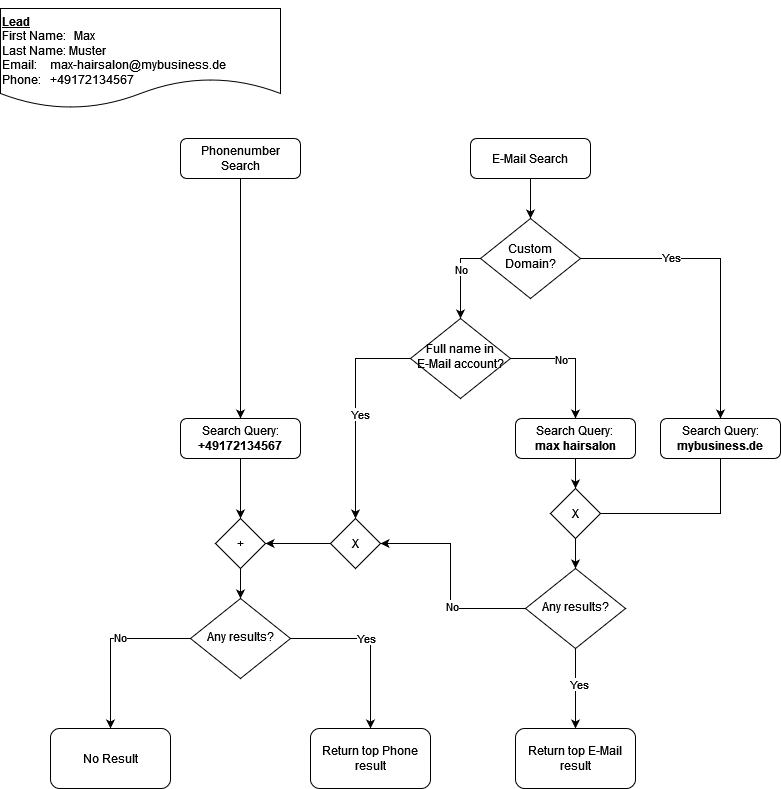 Lead
First Name: Max
Last Name: Muster
Email: max-hairsalon@mybusiness.de
Phone: +49172134567
Phonenumber
Search
E-Mail Search
Custom
Domain?
No
Yes
Full name in
E-Mail account?
No
Yes
Search Query:
+49172134567
Search Query:
max hairsalon
Search Query:
mybusiness.de
+
X
X
Any results?
No
Any results?
No
Yes
Yes
No Result
Return top Phone
result
Return top E-Mail
result